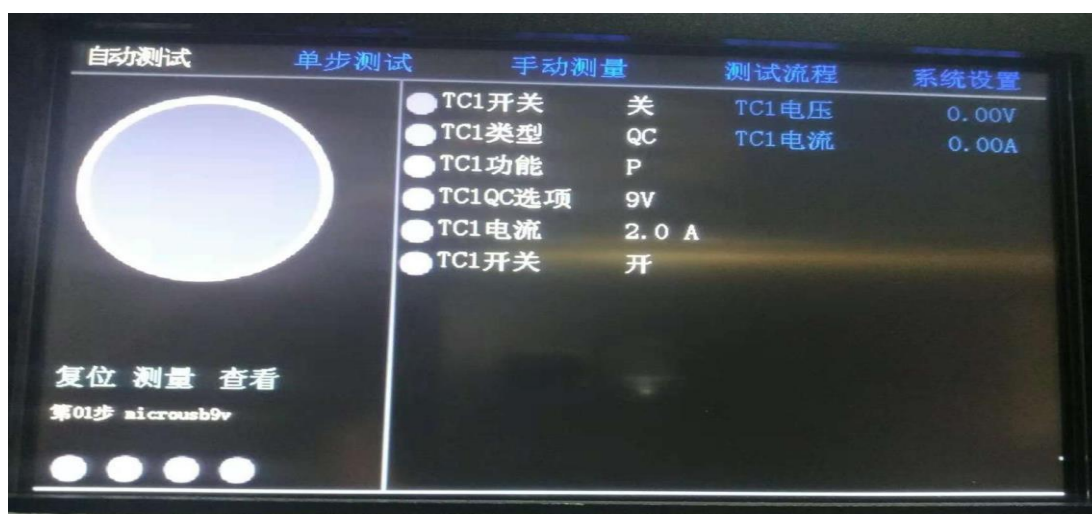 自动测试 单步测试 手动测量 测试流程 系统设置
TC1开关 关 TC1电压 0.00V
TC1类型 QC TC1电流 0.00A
TC1功能 P
TC1QC选项 9V
TC1电流 2.0 A
TC1开关 开
复位 测量 查看
第01步 microusb9v